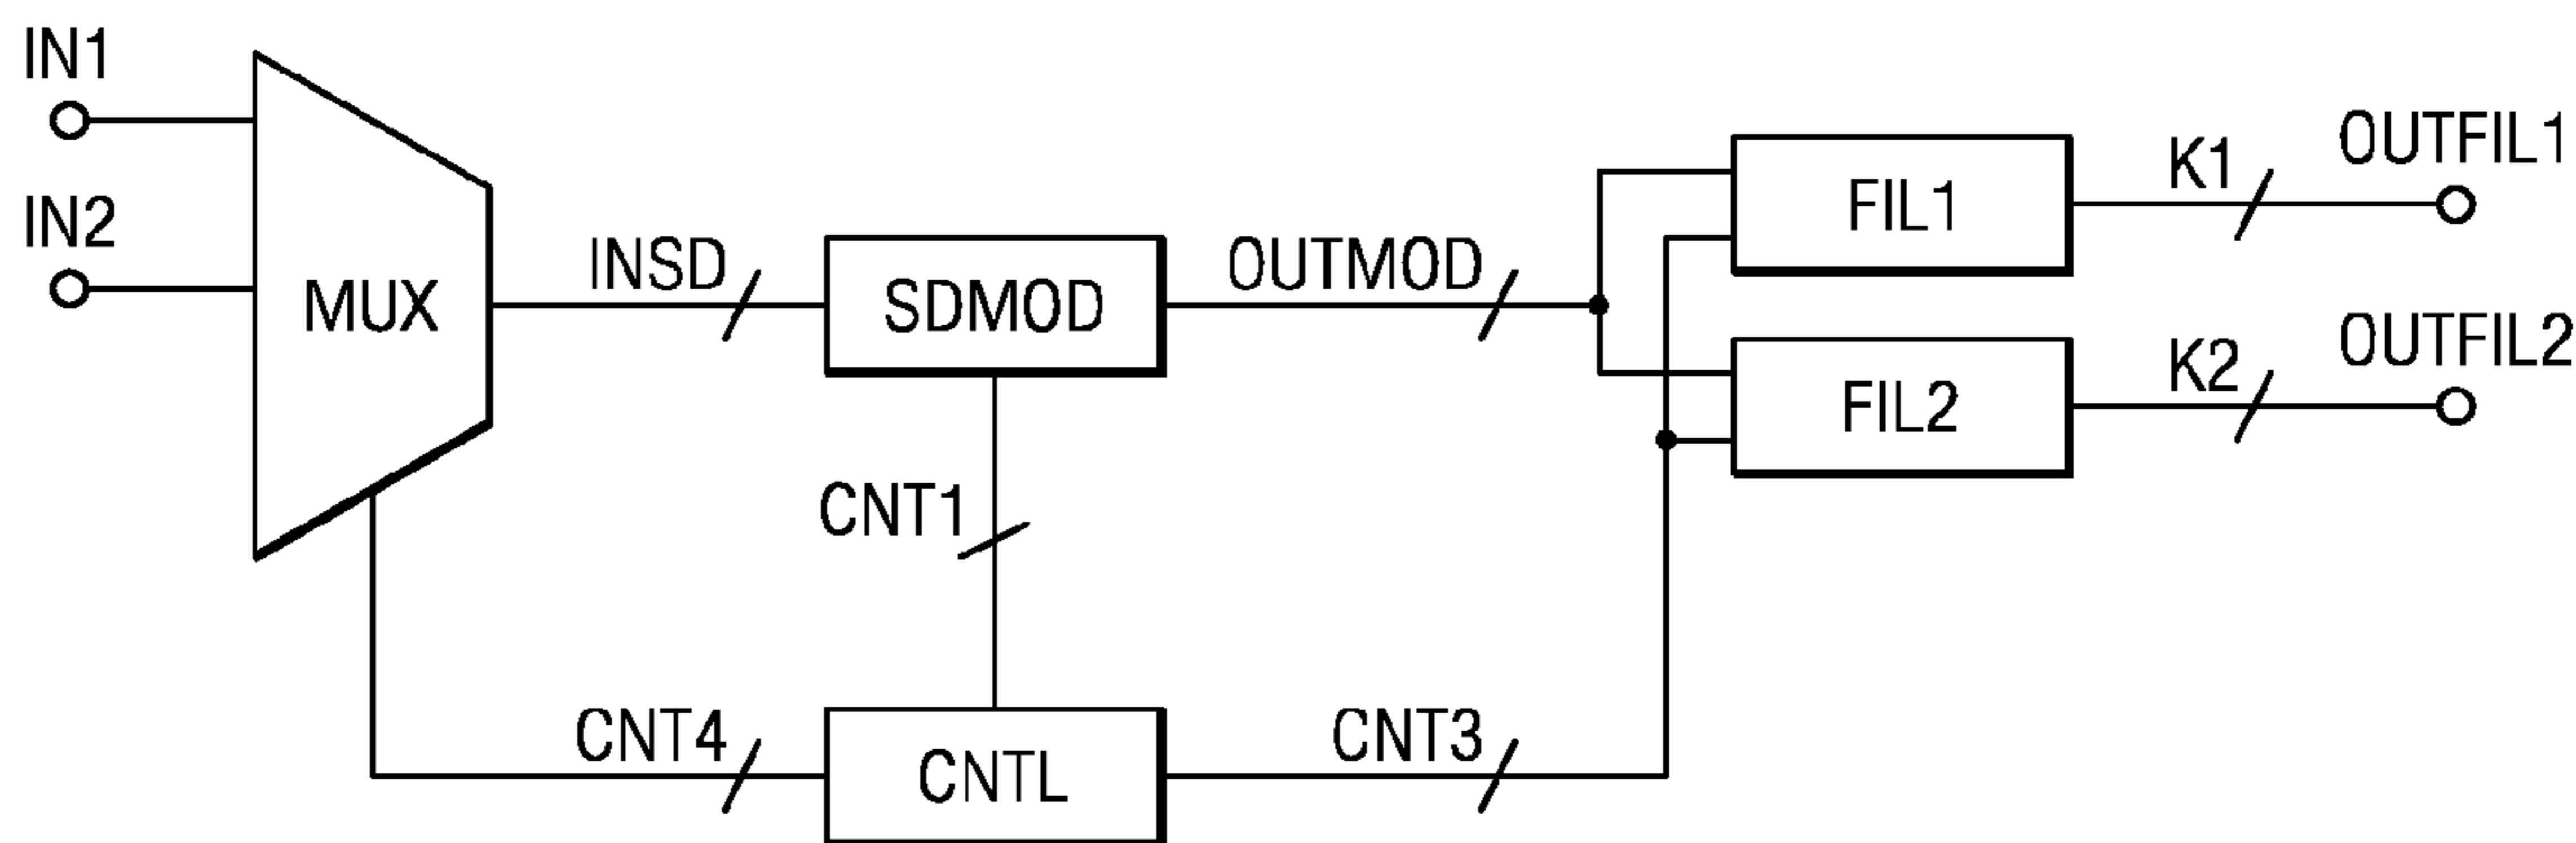 IN1
IN2
MUX
INSD
SDMOD
OUTMOD
FIL1
K1
OUTFIL1
FIL2
K2
OUTFIL2
CNT1
CNT4
CNTL
CNT3